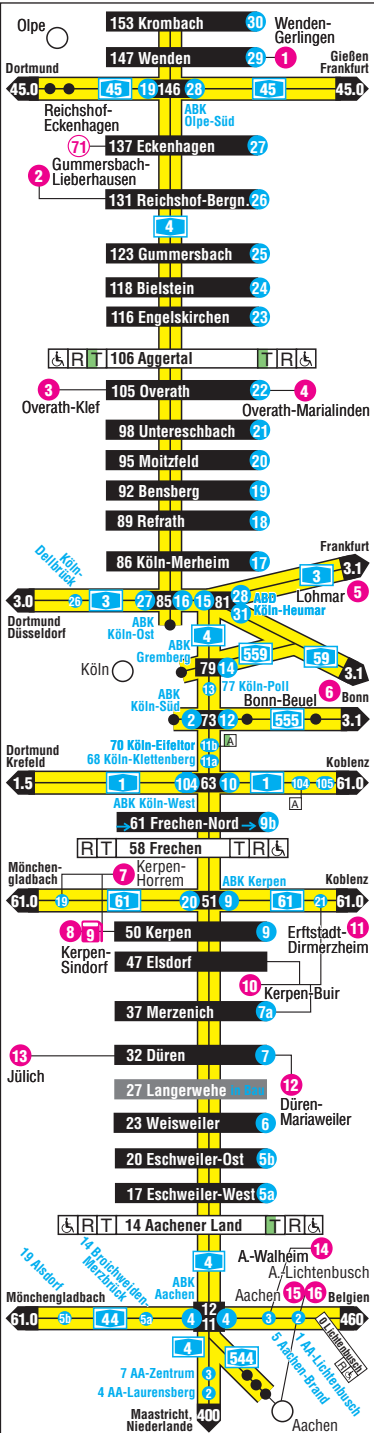 Olpe
153 Krombach 30
Wenden-
Gerlingen
147 Wenden 29 1
Dortmund
Gießen
Frankfurt
45.0 45 19 146 28 45 45.0
ABK
Olpe-Süd
Reichshof-
Eckenhagen
71 137 Eckenhagen 27
2 Gummersbach-
Lieberhausen
131 Reichshof-Bergn. 26
4
123 Gummersbach 25
118 Bielstein 24
116 Engelskirchen 23
R T 106 Aggertal T R
3 105 Overath 22 4
Overath-Klef
Overath-Marialinden
98 Untereschbach 21
95 Moitzfeld 20
92 Bensberg 19
89 Refrath 18
86 Köln-Merheim 17
Köln-
Dellbrück
Frankfurt
3.1
3
Lohmar 5
3.0 26 3 27 85 16 15 81 28
31
ABD
Köln-Heumar
Dortmund
Düsseldorf
ABK
Köln-Ost
4
ABK
Gremberg
559
59
3.1
Köln
79 14
13 77 Köln-Poll
6
Bonn-Beuel
Bonn
ABK
Köln-Süd
2 73 12 555 3.1
70 Köln-Eifeltor 11b A
68 Köln-Klettenberg 11a
Dortmund
Krefeld
Koblenz
1.5 1 104 63 10 1 104 105 61.0
ABK Köln-West
A
→61 Frechen-Nord→ 9b
R T 58 Frechen T R
Mönchen-
gladbach
7 Kerpen-
Horrem
ABK Kerpen
Koblenz
61.0 19 61 20 51 9 61 21 61.0
8 9
Kerpen-
Sindorf
50 Kerpen 9
Erftstadt- 11
Dirmerzheim
47 Elsdorf
10
Kerpen-Buir
37 Merzenich 7a
13
Jülich
32 Düren 7
12
Düren-
Mariaweiler
27 Langerwehe in Bau
23 Weisweiler 6
20 Eschweiler-Ost 5b
17 Eschweiler-West 5a
R T 14 Aachener Land T R
4
A.-Walheim 14
A.-Lichtenbusch
Aachen 15 16
19 Alsdorf
14 Broichweiden-
Merzbrück
ABK
Aachen
Mönchengladbach
Belgien
61.0 5b 44 5a 4 12
11 4 3 2 460
0 Lichtenbusch
R
1 AA-Lichtenbusch
5 Aachen-Brand
4
544
7 AA-Zentrum 3
4 AA-Laurensberg 2
Maastricht,
Niederlande
400
Aachen